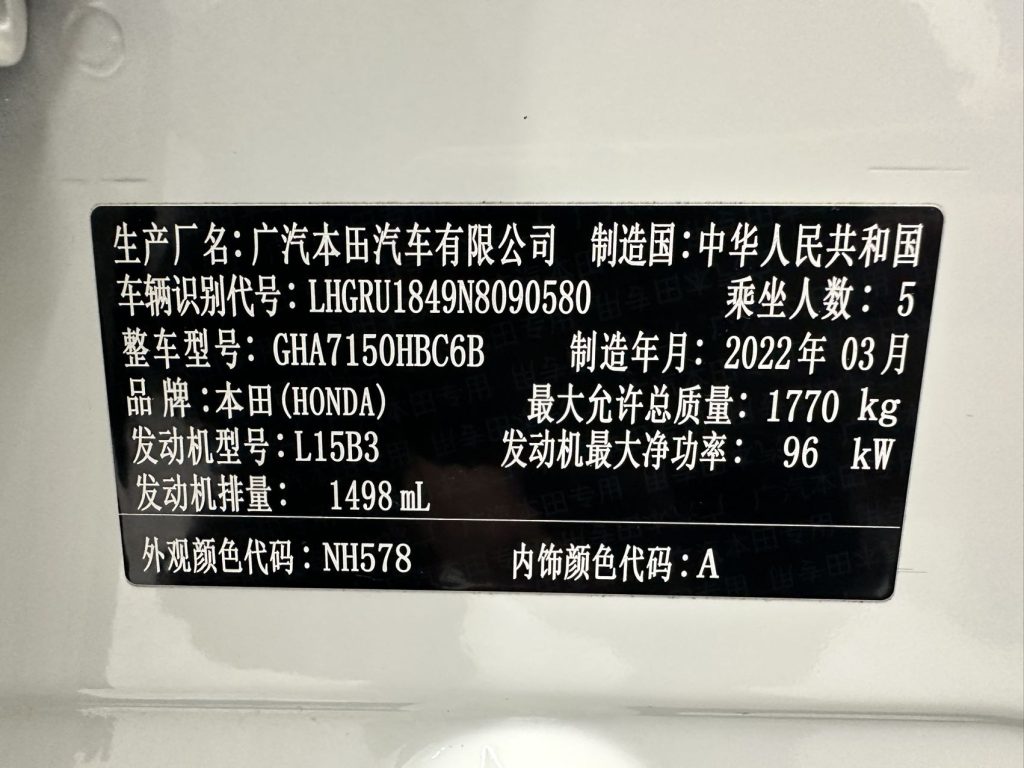 生产厂名:广汽本田汽车有限公司 制造国:中华人民共和国
车辆识别代号:LHGRU1849N8090580 乘坐人数: 5
整车型号: GHA7150HBC6B 制造年月: 2022年 03月
品 牌:本田(HONDA) 最大允许总质量: 1770 kg
发动机型号:L15B3 发动机最大净功率: 96 kW
发动机排量: 1498 mL
外观颜色代码:NH578 内饰颜色代码:A